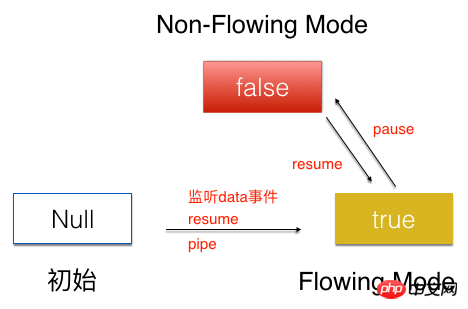 Non-Flowing Mode
false
pause
resume
监听data事件
resume
pipe
Null
true
初始
Flowing Mode
php中文网